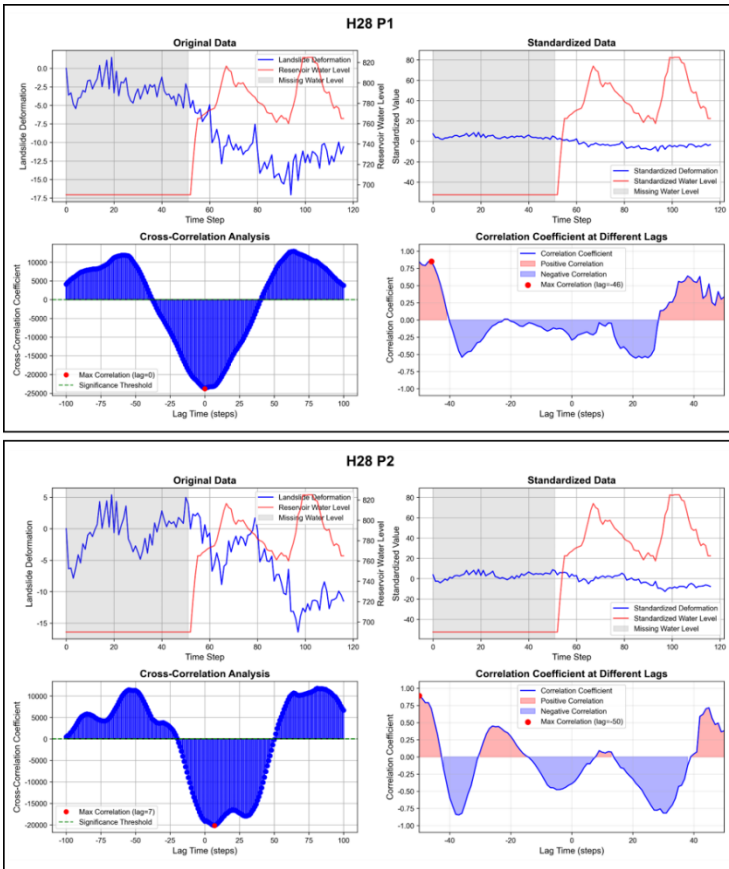 H28 P1
Original Data
Landslide Deformation
Reservoir Water Level
Missing Water Level
0.0
-2.5
-5.0
-7.5
-10.0
-12.5
-15.0
-17.5
820
800
780
760
740
720
700
0 20 40 60 80 100 120
Time Step
Landslide Deformation
Reservoir Water Level
Standardized Data
80
60
40
20
0
-20
-40
Standardized Deformation
Standardized Water Level
Missing Water Level
0 20 40 60 80 100 120
Time Step
Standardized Value
Cross-Correlation Analysis
10000
5000
0
-5000
-10000
-15000
-20000
-25000
Max Correlation (lag=0)
Significance Threshold
-100 -75 -50 -25 0 25 50 75 100
Lag Time (steps)
Cross-Correlation Coefficient
Correlation Coefficient at Different Lags
1.00
0.75
0.50
0.25
0.00
-0.25
-0.50
-0.75
-1.00
Correlation Coefficient
Positive Correlation
Negative Correlation
Max Correlation (lag=-46)
-40 -20 0 20 40
Lag Time (steps)
Correlation Coefficient
H28 P2
Original Data
Landslide Deformation
Reservoir Water Level
Missing Water Level
5
0
-5
-10
-15
820
800
780
760
740
720
700
0 20 40 60 80 100 120
Time Step
Landslide Deformation
Reservoir Water Level
Standardized Data
80
60
40
20
0
-20
-40
Standardized Deformation
Standardized Water Level
Missing Water Level
0 20 40 60 80 100 120
Time Step
Standardized Value
Cross-Correlation Analysis
10000
5000
0
-5000
-10000
-15000
-20000
Max Correlation (lag=7)
Significance Threshold
-100 -75 -50 -25 0 25 50 75 100
Lag Time (steps)
Cross-Correlation Coefficient
Correlation Coefficient at Different Lags
1.00
0.75
0.50
0.25
0.00
-0.25
-0.50
-0.75
-1.00
Correlation Coefficient
Positive Correlation
Negative Correlation
Max Correlation (lag=-50)
-40 -20 0 20 40
Lag Time (steps)
Correlation Coefficient